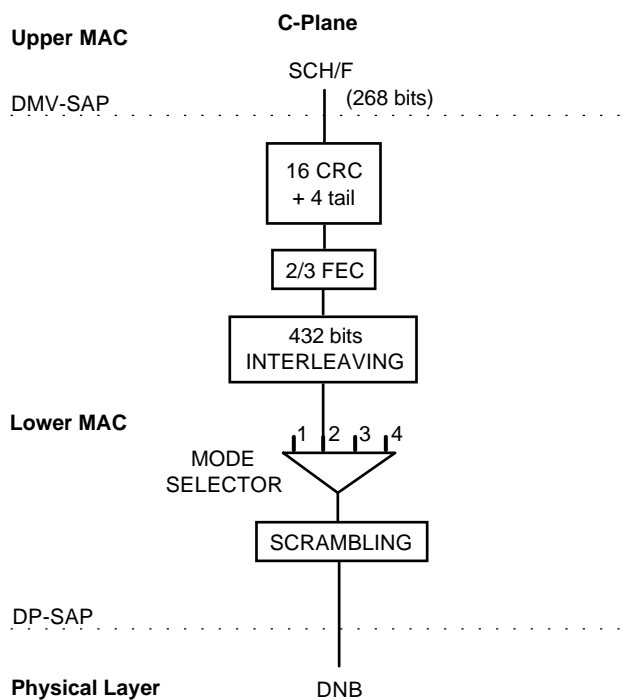 C-Plane
Upper MAC
SCH/F
DMV-SAP
(268 bits)
16 CRC
+ 4 tail
2/3 FEC
432 bits
INTERLEAVING
Lower MAC
1 2 3 4
MODE
SELECTOR
SCRAMBLING
DP-SAP
Physical Layer
DNB